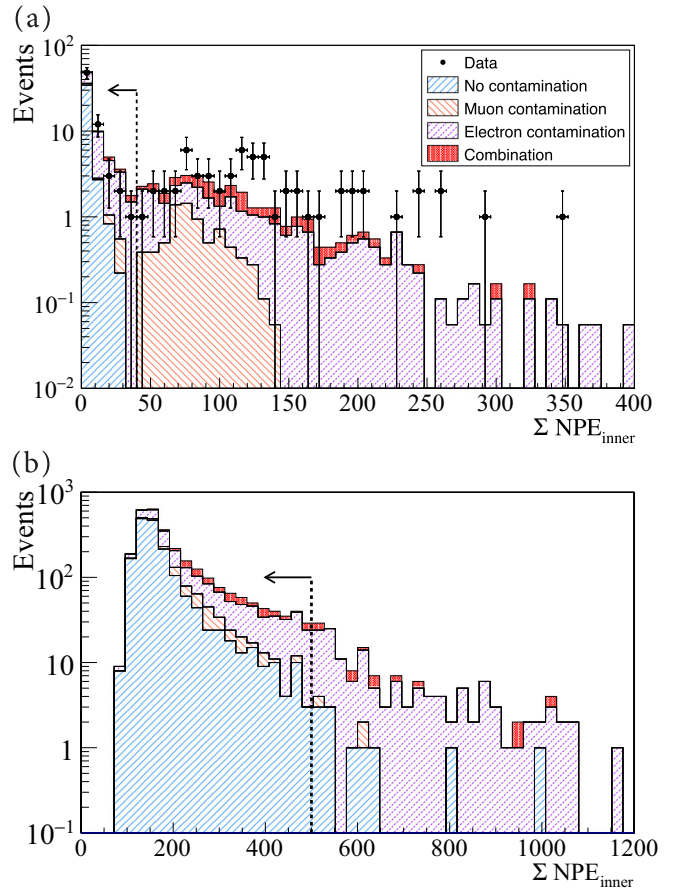 (a)
Events
10²
10
1
10⁻¹
10⁻²
Data
No contamination
Muon contamination
Electron contamination
Combination
0 50 100 150 200 250 300 350 400
Σ NPEinner
(b)
Events
10³
10²
10
1
10⁻¹
0 200 400 600 800 1000 1200
Σ NPEinner